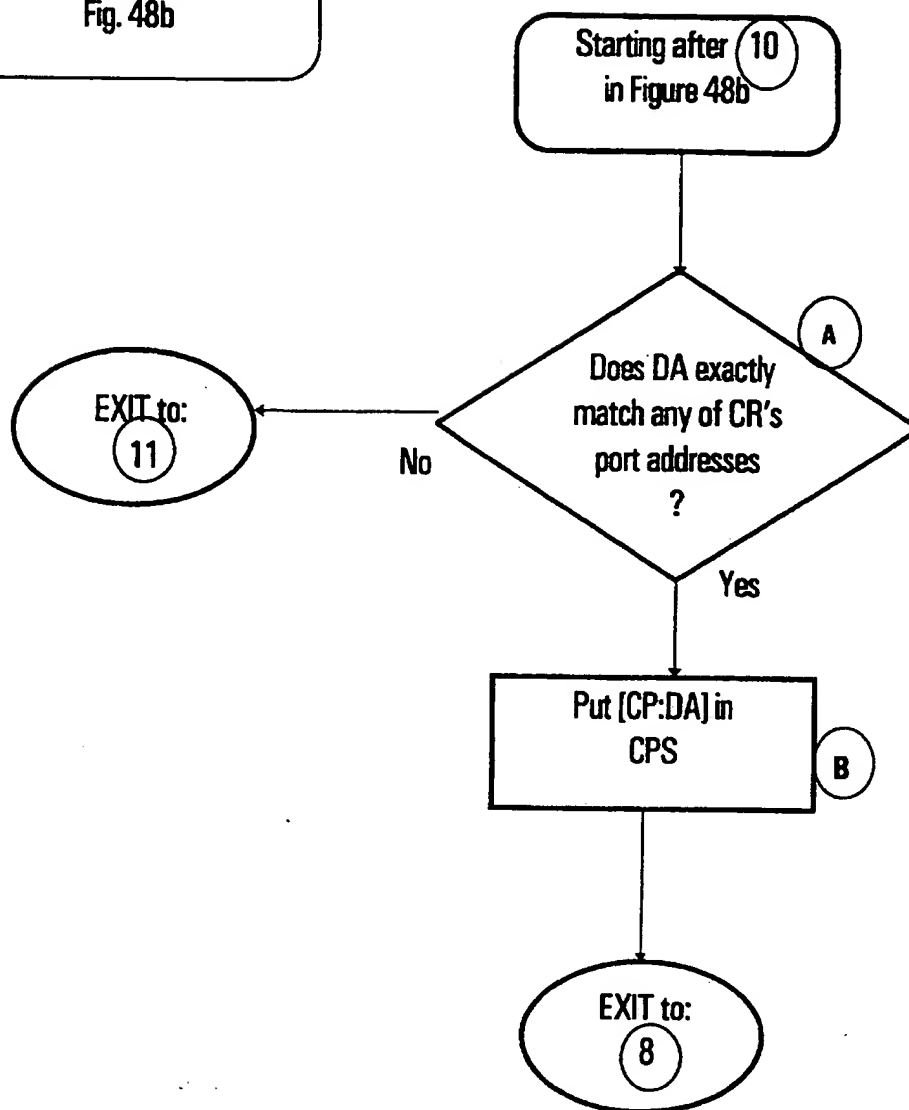 Fig. 48b
Starting after 10
in Figure 48b
A
Does DA exactly
match any of CR's
port addresses
?
EXIT to:
11
No
Yes
Put [CP:DA] in
CPS
B
EXIT to:
8